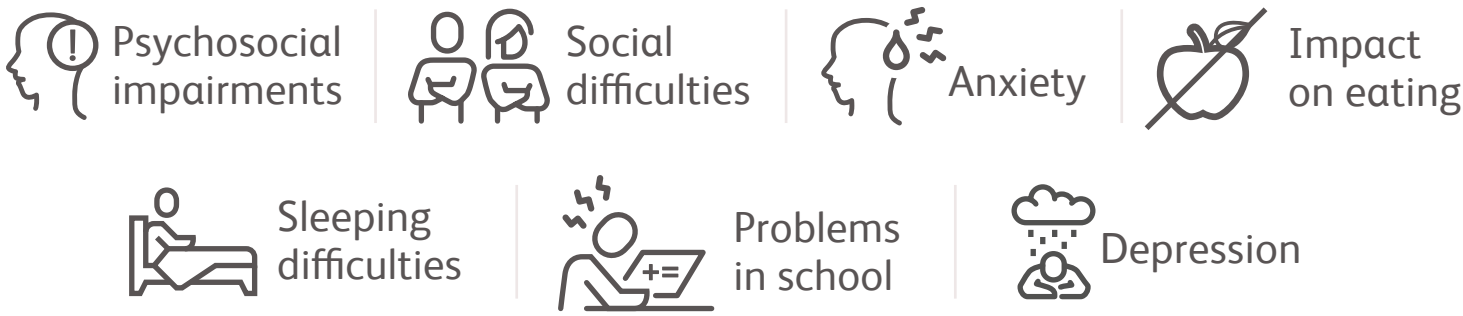 Psychosocial
impairments
Social
difficulties
Anxiety
Impact
on eating
Sleeping
difficulties
Problems
in school
+=
Depression